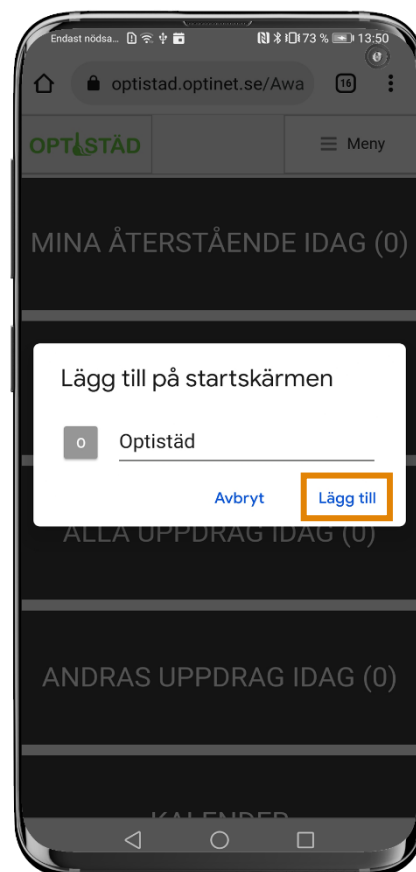 Endast nödsa... 73 % 13:50
optistad.optinet.se/Awa 16
OPTISTÄD Meny
MINA ÅTERSTÅENDE IDAG (0)
Lägg till på startskärmen
O Optistäd
Avbryt Lägg till
ALLA UPPDRAG IDAG (0)
ANDRAS UPPDRAG IDAG (0)
KALENDER